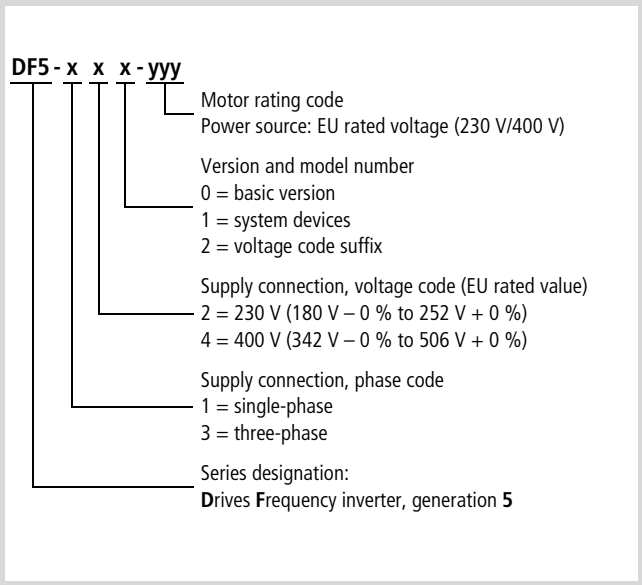 DF5 - x x x - yyy
Motor rating code
Power source: EU rated voltage (230 V/400 V)
Version and model number
0 = basic version
1 = system devices
2 = voltage code suffix
Supply connection, voltage code (EU rated value)
2 = 230 V (180 V – 0 % to 252 V + 0 %)
4 = 400 V (342 V – 0 % to 506 V + 0 %)
Supply connection, phase code
1 = single-phase
3 = three-phase
Series designation:
Drives Frequency inverter, generation 5